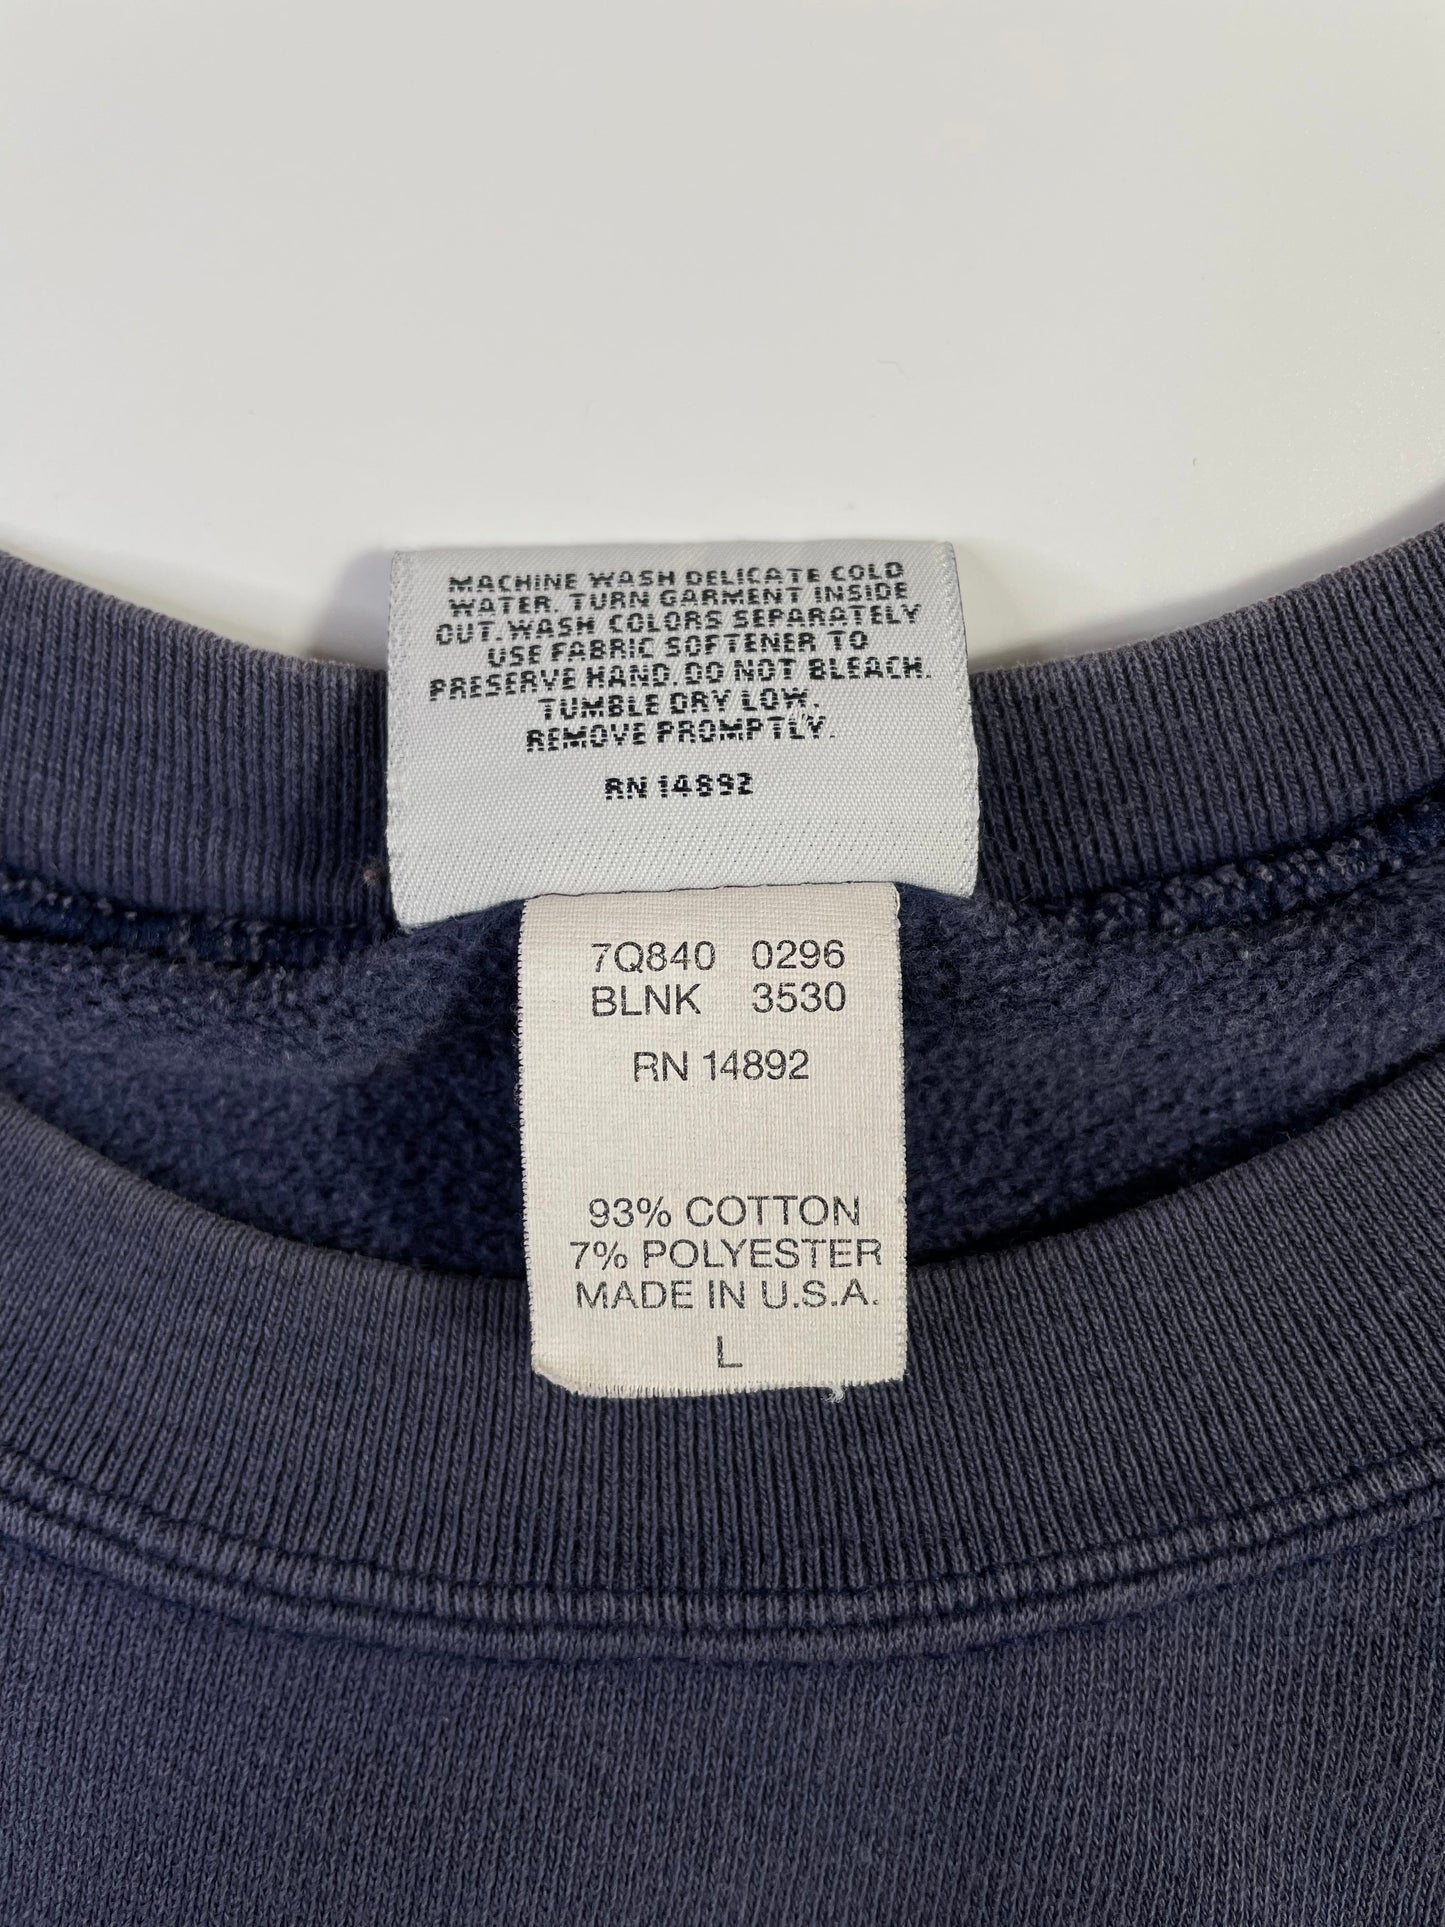 MACHINE WASH DELICATE COLD
WATER. TURN GARMENT INSIDE
OUT. WASH COLORS SEPARATELY
USE FABRIC SOFTENER TO
PRESERVE HAND. DO NOT BLEACH.
TUMBLE DRY LOW.
REMOVE PROMPTLY.
RN 14892
7Q840 0296
BLNK 3530
RN 14892
93% COTTON
7% POLYESTER
MADE IN U.S.A.
L